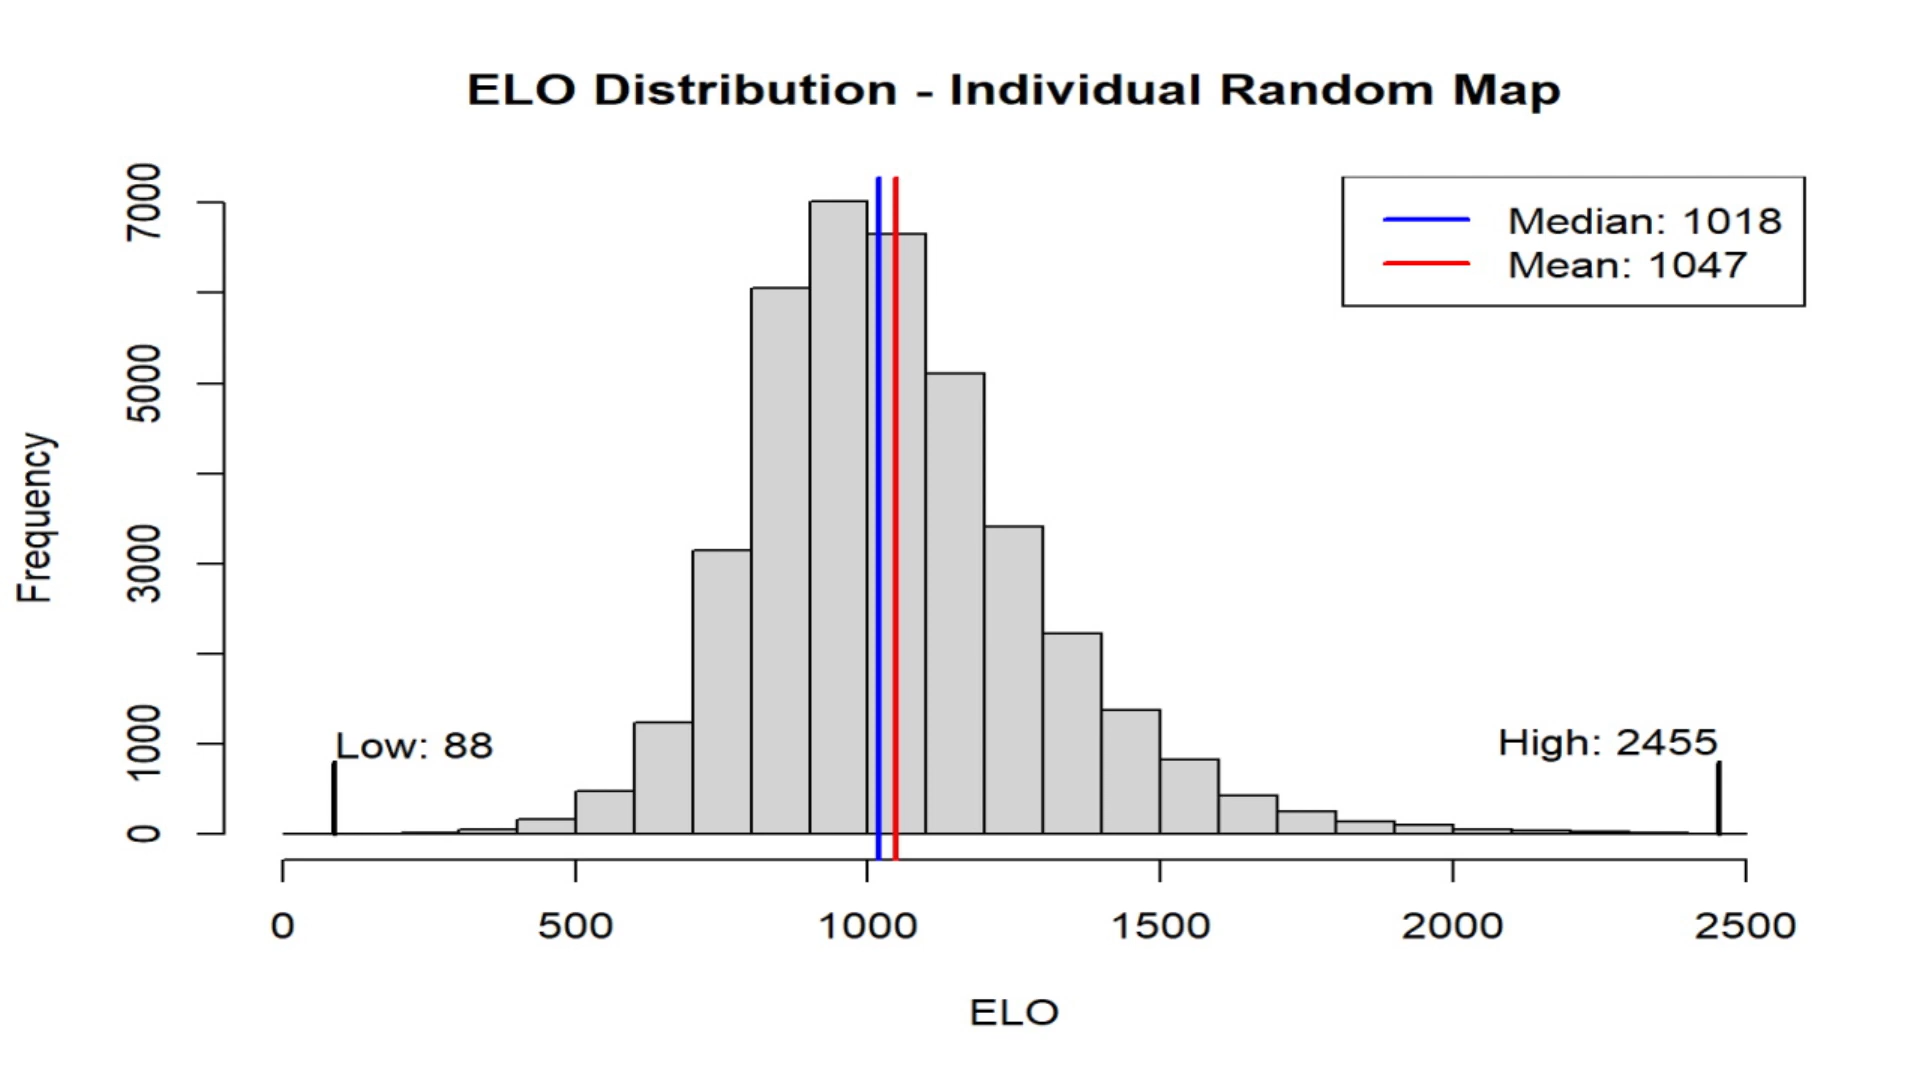 ELO Distribution - Individual Random Map
Median: 1018
Mean: 1047
Frequency
7000
5000
3000
1000
0
Low: 88
High: 2455
0 500 1000 1500 2000 2500
ELO